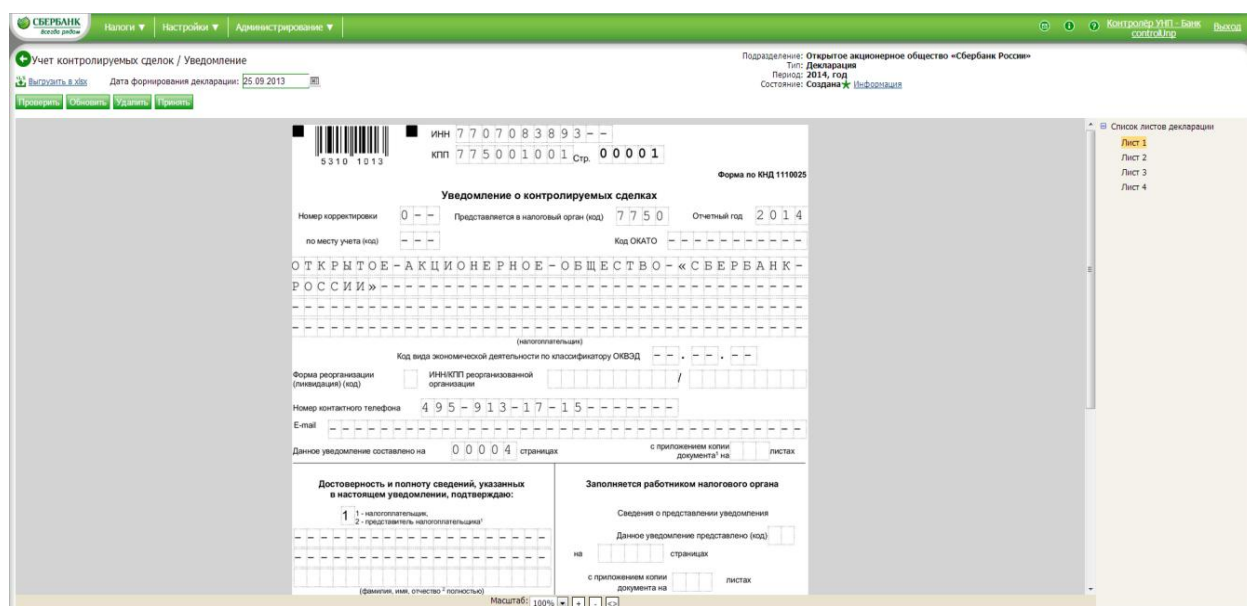 СБЕРБАНК
Всегда рядом
Налоги ▼ Настройки ▼ Администрирование ▼
Контролёр УНП - Банк
controlUnp
Выход
Учет контролируемых сделок / Уведомление
Подразделение: Открытое акционерное общество «Сбербанк России»
Тип: Декларация
Период: 2014, год
Состояние: Создана Информация
Выгрузить в xlsx Дата формирования декларации: 25.09.2013
Проверить Обновить Удалить Принять
Список листов декларации
Лист 1
Лист 2
Лист 3
Лист 4
5310 1013
ИНН 7707083893--
КПП 775001001 Стр. 00001
Форма по КНД 1110025
Уведомление о контролируемых сделках
Номер корректировки 0-- Представляется в налоговый орган (код) 7750 Отчетный год 2014
по месту учета (код) --- Код ОКАТО -----------
ОТКРЫТОЕ-АКЦИОНЕРНОЕ-ОБЩЕСТВО-«СБЕРБАНК-
РОССИИ»--------------------------------
----------------------------------------
----------------------------------------
(налогоплательщик)
Код вида экономической деятельности по классификатору ОКВЭД --.--.--
Форма реорганизации
(ликвидация) (код)
ИНН/КПП реорганизованной
организации /
Номер контактного телефона 495-913-17-15-------
E-mail -------------------------------------
Данное уведомление составлено на 00004 страницах
с приложением копии
документа¹ на листах
Достоверность и полноту сведений, указанных
в настоящем уведомлении, подтверждаю:
1 1 - налогоплательщик,
2 - представитель налогоплательщика¹
--------------------
--------------------
(фамилия, имя, отчество ² полностью)
Заполняется работником налогового органа
Сведения о представлении уведомления
Данное уведомление представлено (код)
на страницах
с приложением копии
документа на листах
Масштаб: 100% ▼ + - <>